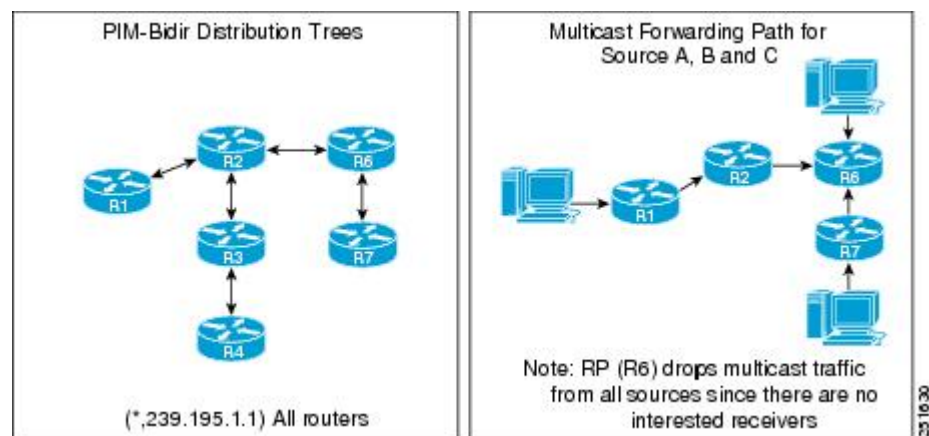 PIM-Bidir Distribution Trees
R1
R2
R6
R3
R7
R4
(*,239.195.1.1) All routers
Multicast Forwarding Path for
Source A, B and C
R1
R2
R6
R7
Note: RP (R6) drops multicast traffic
from all sources since there are no
interested receivers
251630